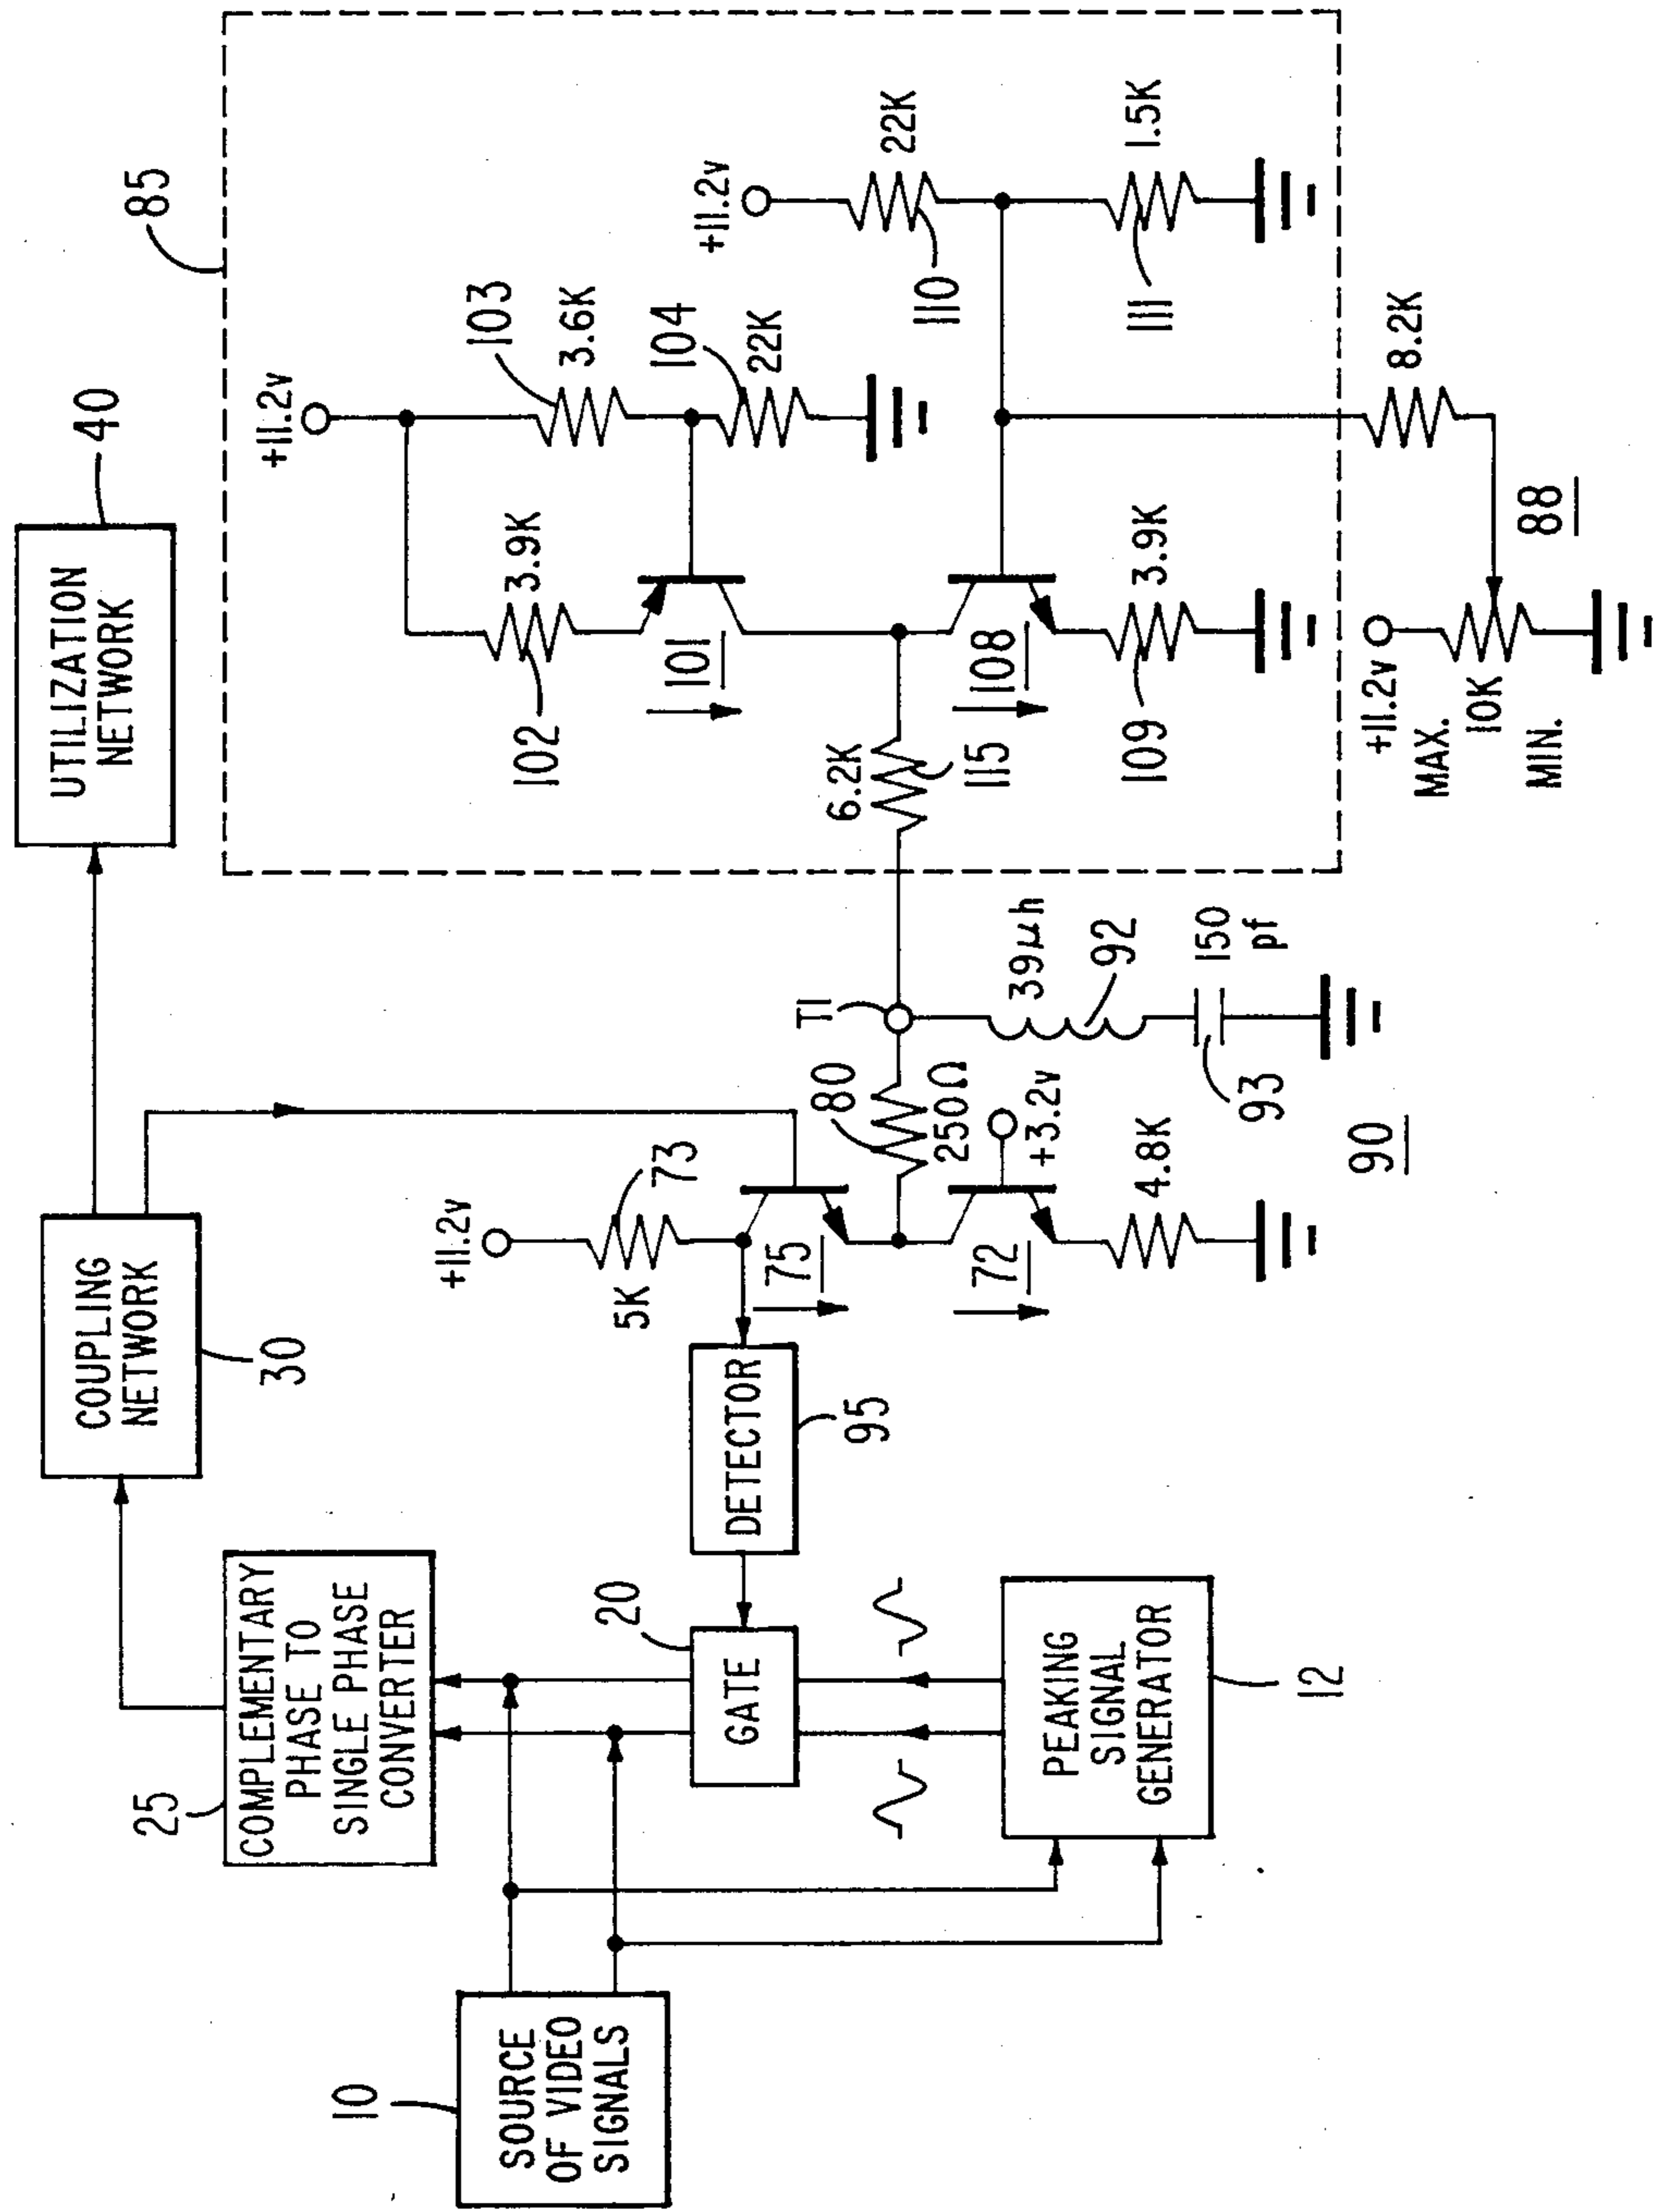 SOURCE
OF VIDEO
SIGNALS
10
COMPLEMENTARY
PHASE TO
SINGLE PHASE
CONVERTER
25
GATE
20
PEAKING
SIGNAL
GENERATOR
12
COUPLING
NETWORK
30
DETECTOR
95
UTILIZATION
NETWORK
40
+11.2v
5K
73
75
72
80
250Ω
+3.2v
4.8K
T1
39μh
92
150
pf
93
90
85
+11.2v
102
3.9K
103
3.6K
104
22K
101
6.2K
115
108
109
3.9K
+11.2v
22K
110
111
1.5K
8.2K
+11.2v
MAX.
10K
MIN.
88